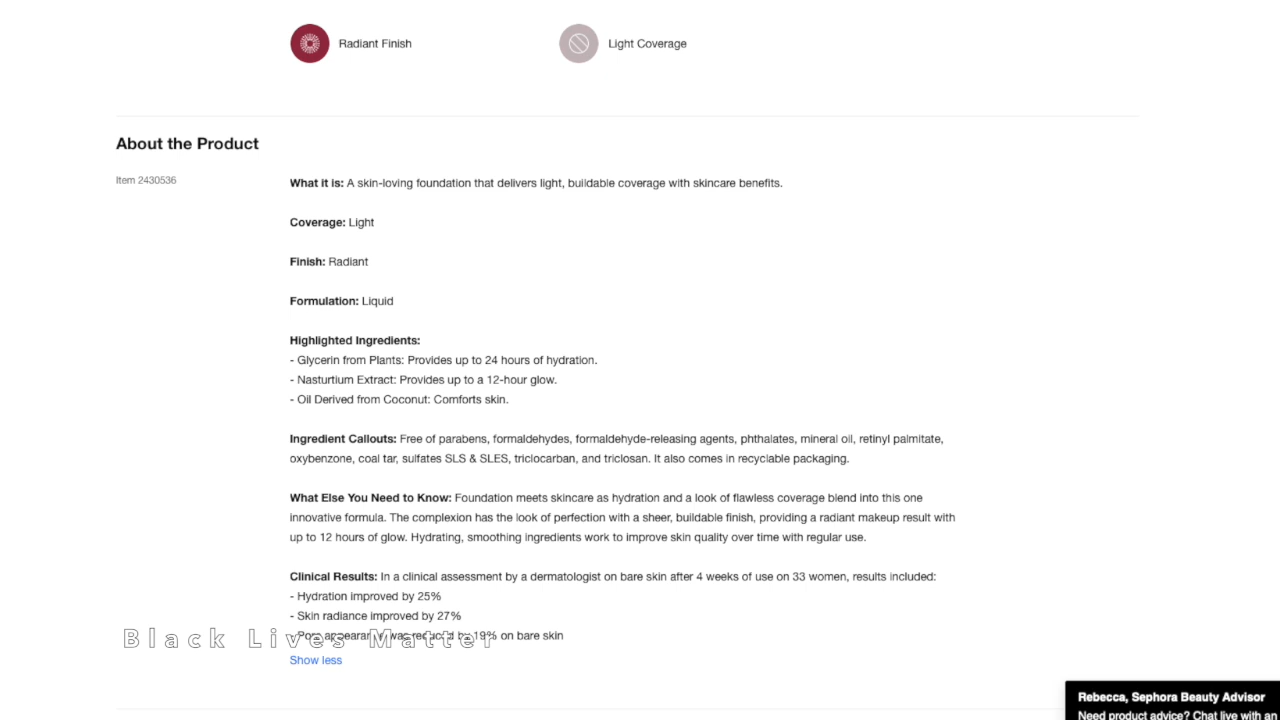 Radiant Finish
Light Coverage
About the Product
Item 2430536
What it is: A skin-loving foundation that delivers light, buildable coverage with skincare benefits.
Coverage: Light
Finish: Radiant
Formulation: Liquid
Highlighted Ingredients:
- Glycerin from Plants: Provides up to 24 hours of hydration.
- Nasturtium Extract: Provides up to a 12-hour glow.
- Oil Derived from Coconut: Comforts skin.
Ingredient Callouts: Free of parabens, formaldehydes, formaldehyde-releasing agents, phthalates, mineral oil, retinyl palmitate,
oxybenzone, coal tar, sulfates SLS & SLES, triclocarban, and triclosan. It also comes in recyclable packaging.
What Else You Need to Know: Foundation meets skincare as hydration and a look of flawless coverage blend into this one
innovative formula. The complexion has the look of perfection with a sheer, buildable finish, providing a radiant makeup result with
up to 12 hours of glow. Hydrating, smoothing ingredients work to improve skin quality over time with regular use.
Clinical Results: In a clinical assessment by a dermatologist on bare skin after 4 weeks of use on 33 women, results included:
- Hydration improved by 25%
- Skin radiance improved by 27%
- Pore appearance was reduced by 19% on bare skin
Black Lives Matter
Show less
Rebecca, Sephora Beauty Advisor
Need product advice? Chat live with an